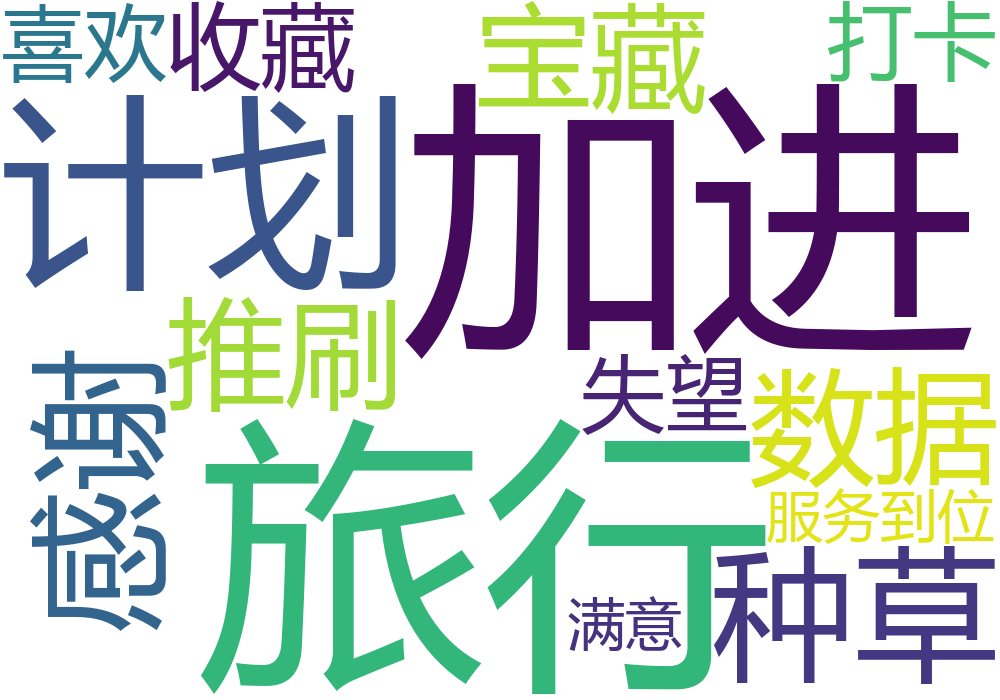 喜欢
收藏
宝藏
打卡
计划
加进
推刷
感谢
失望
数据
旅行
服务到位
满意
种草